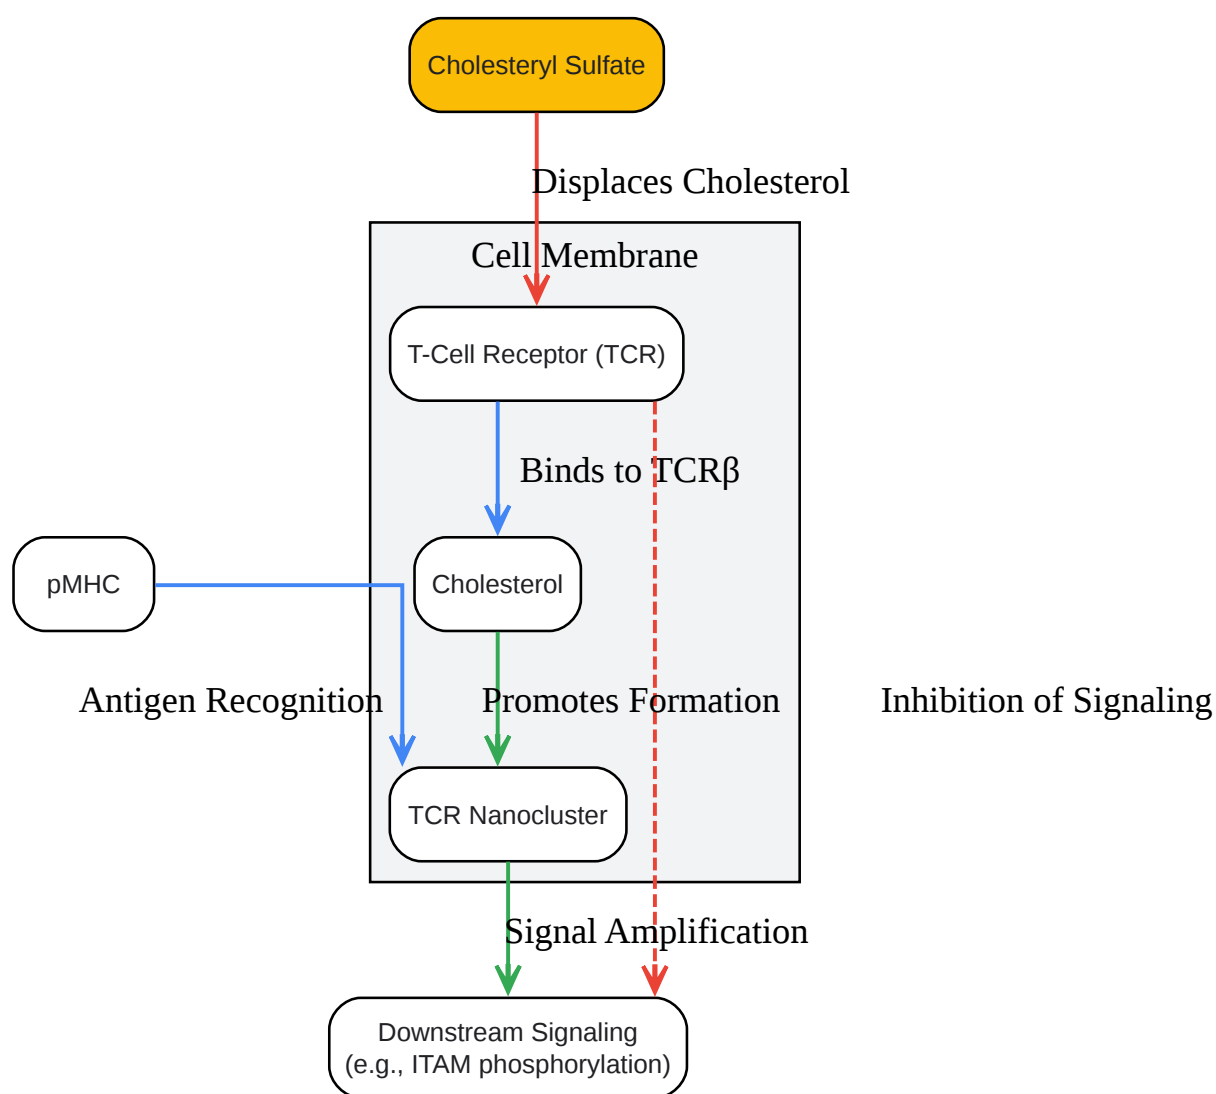 Cholesteryl Sulfate
Displaces Cholesterol
Cell Membrane
T-Cell Receptor (TCR)
Binds to TCRβ
pMHC
Cholesterol
Antigen Recognition
Promotes Formation
Inhibition of Signaling
TCR Nanocluster
Signal Amplification
Downstream Signaling
(e.g., ITAM phosphorylation)